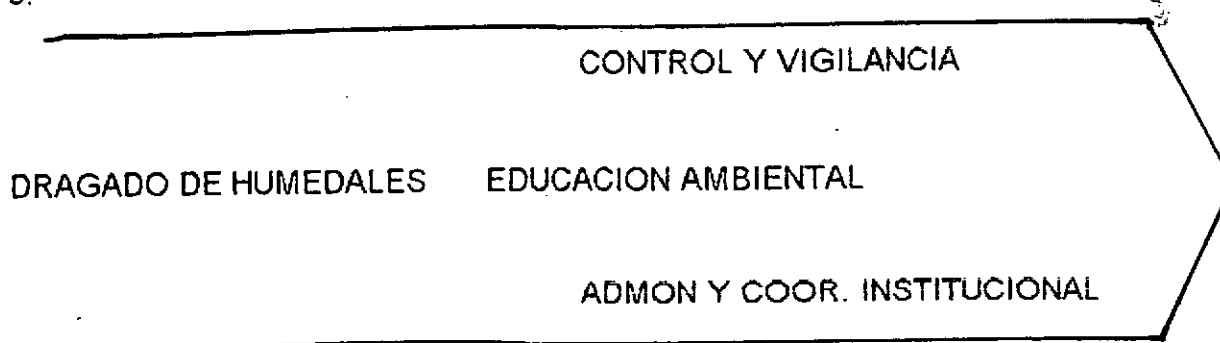 CONTROL Y VIGILANCIA
DRAGADO DE HUMEDALES EDUCACION AMBIENTAL
ADMON Y COOR. INSTITUCIONAL